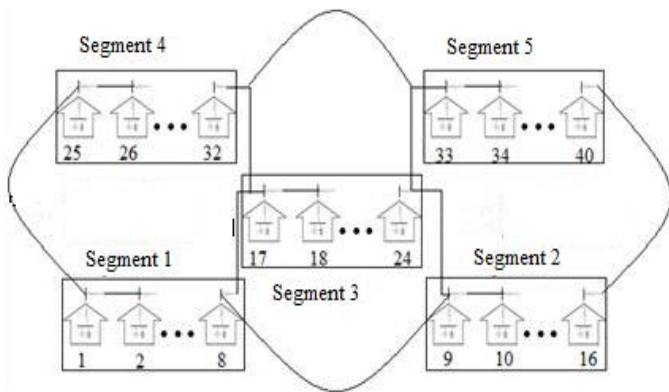 Segment 4
Segment 5
25 26 ••• 32
33 34 ••• 40
17 18 ••• 24
Segment 1
Segment 2
Segment 3
1 2 ••• 8
9 10 ••• 16